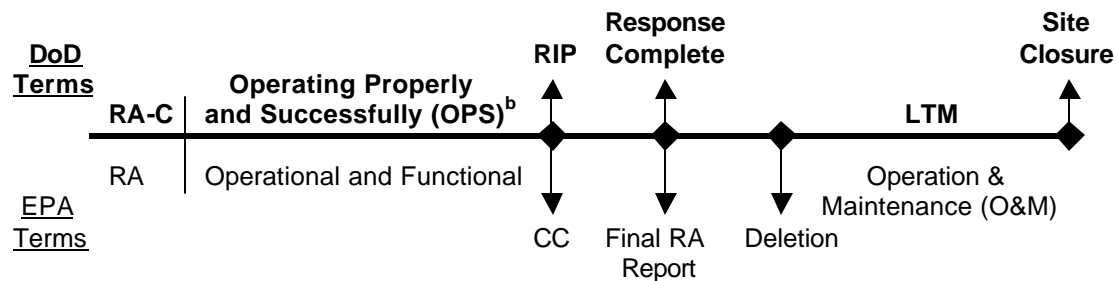 Response
Site
DoD
RIP
Complete
Closure
Terms
Operating Properly
RA-C
and Successfully (OPS)b
LTM
RA
Operational and Functional
Operation &
EPA
Maintenance (O&M)
Terms
CC
Final RA
Deletion
Report